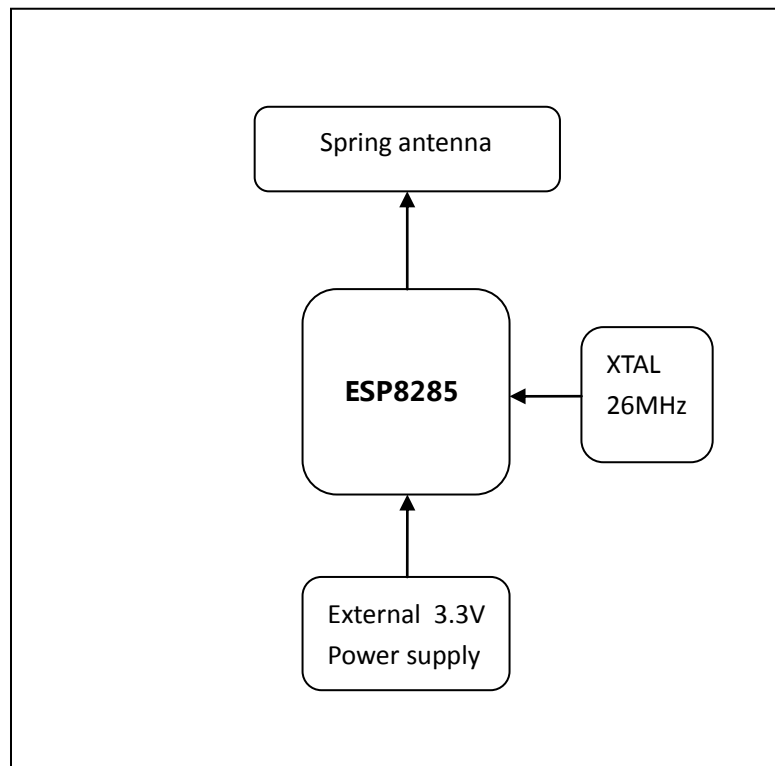 Spring antenna
ESP8285
XTAL
26MHz
External  3.3V
Power supply